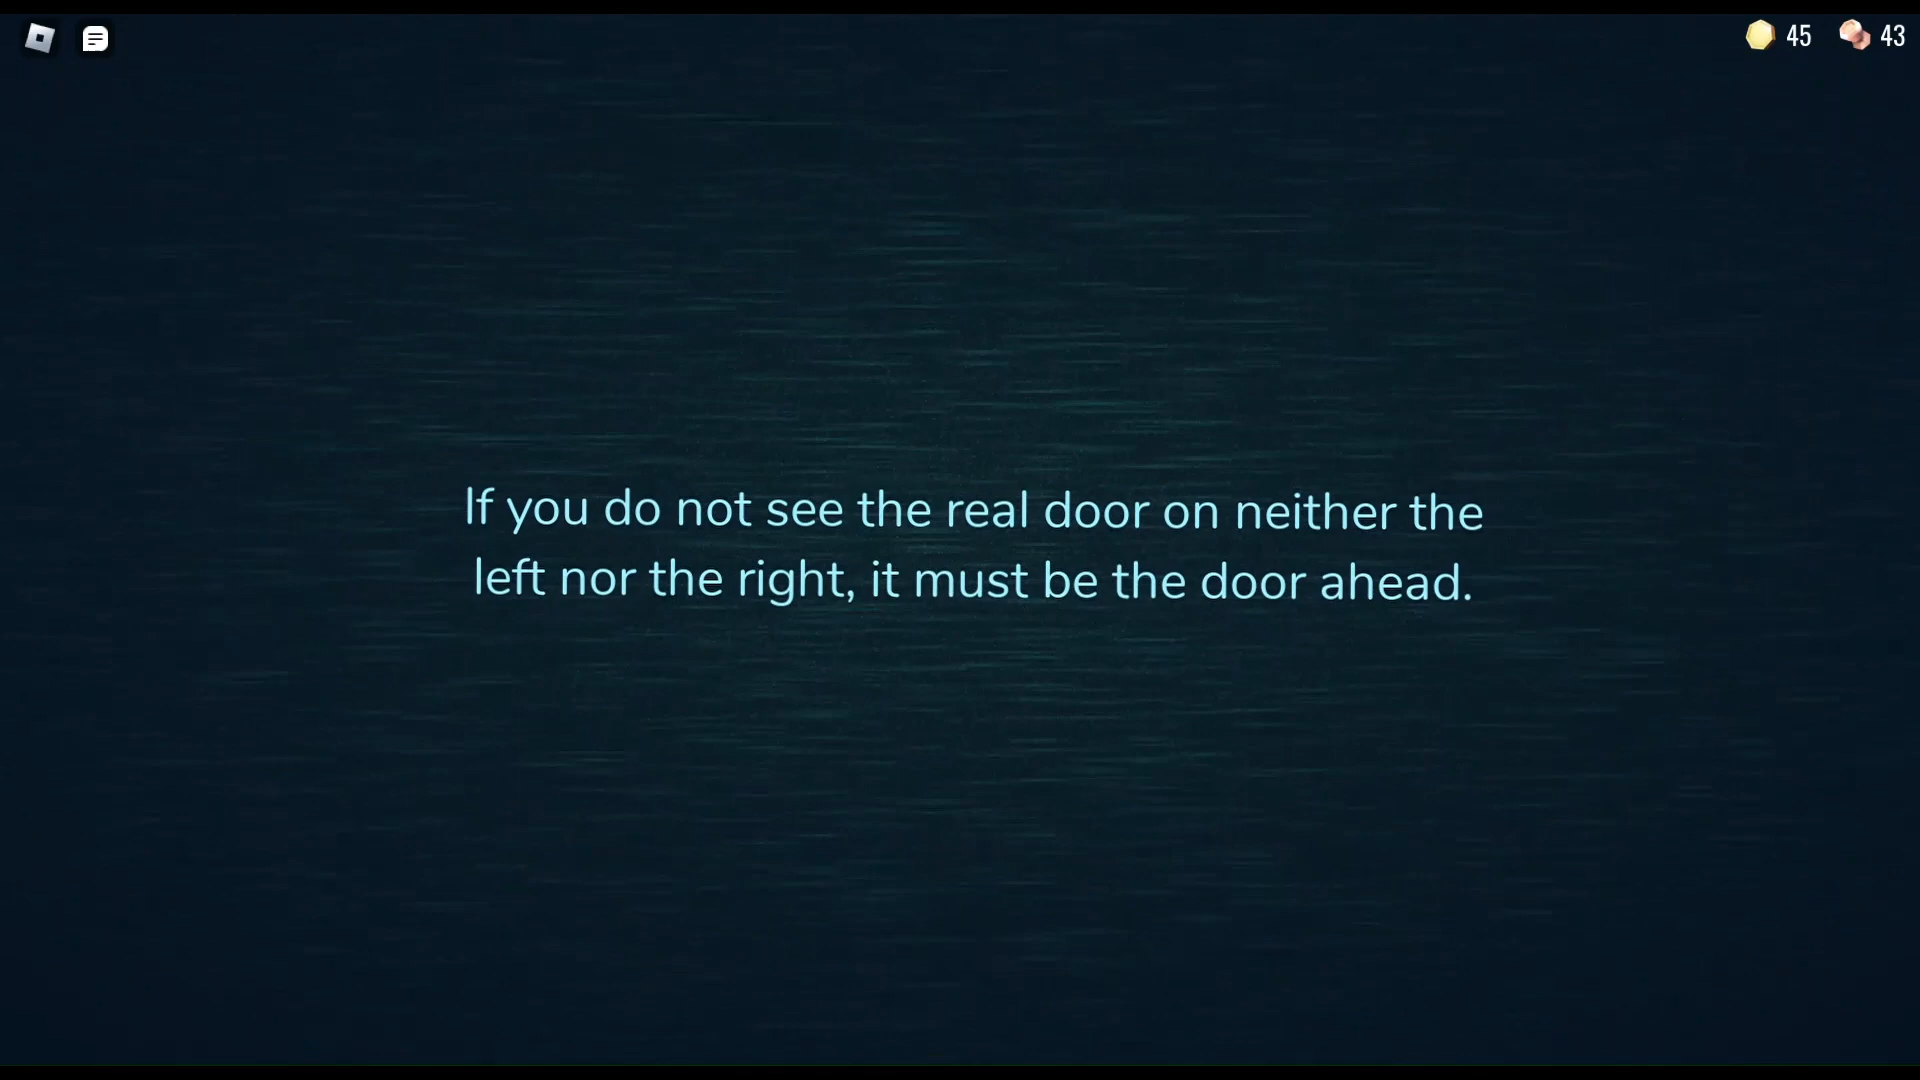 45 43
If you do not see the real door on neither the
left nor the right, it must be the door ahead.